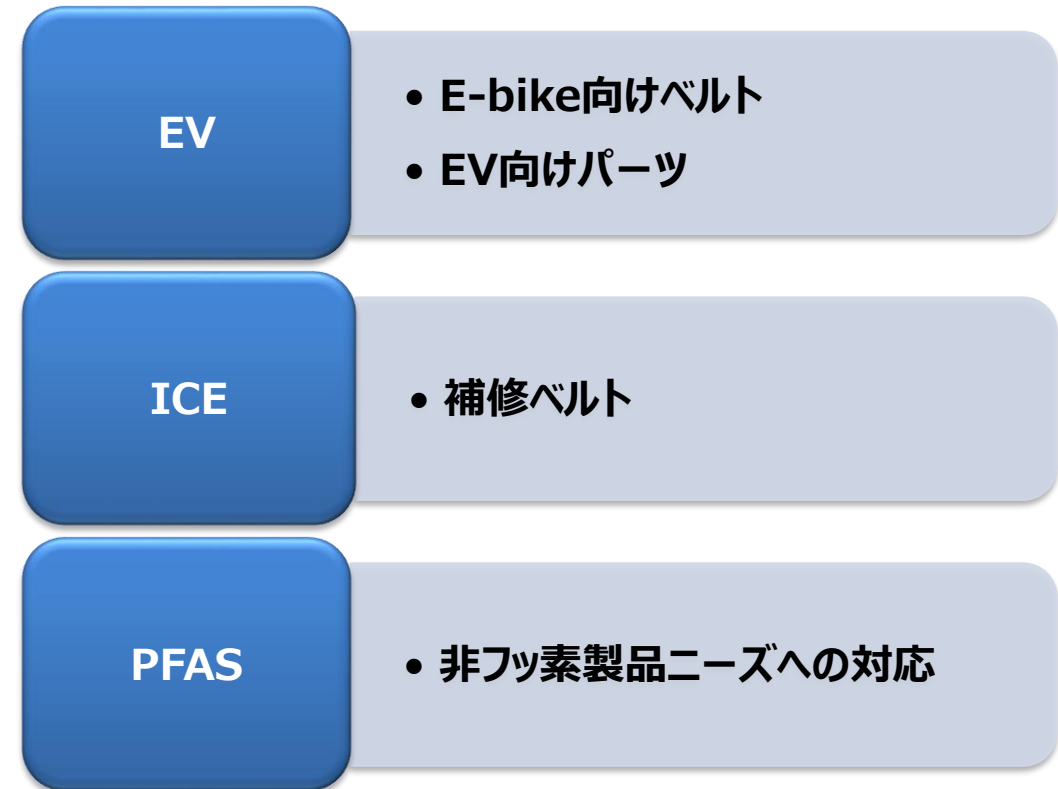 EV
• E-bike向けベルト
• EV向けパーツ
ICE
• 補修ベルト
PFAS
• 非フッ素製品ニーズへの対応